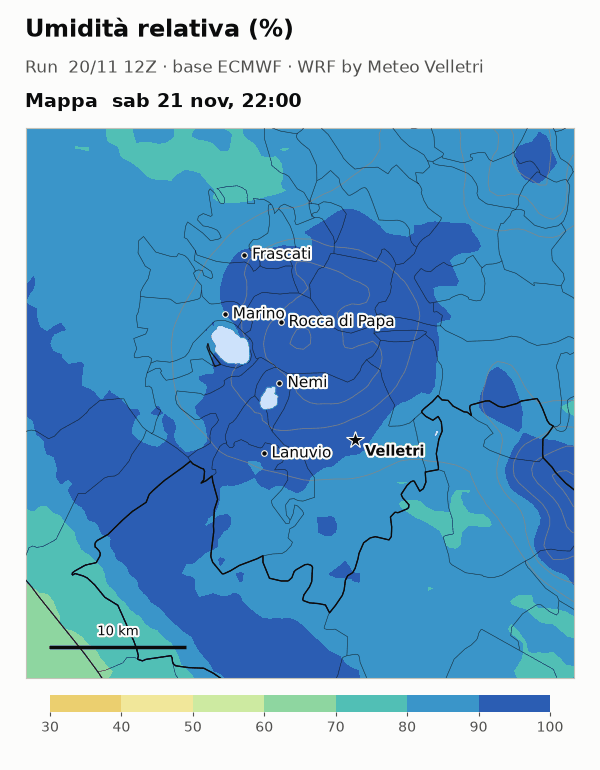 Umidità relativa (%)
Run  20/11 12Z · base ECMWF · WRF by Meteo Velletri
Mappa  sab 21 nov, 22:00
Frascati
Marino
Rocca di Papa
Nemi
Velletri
Lanuvio
10 km
30 40 50 60 70 80 90 100